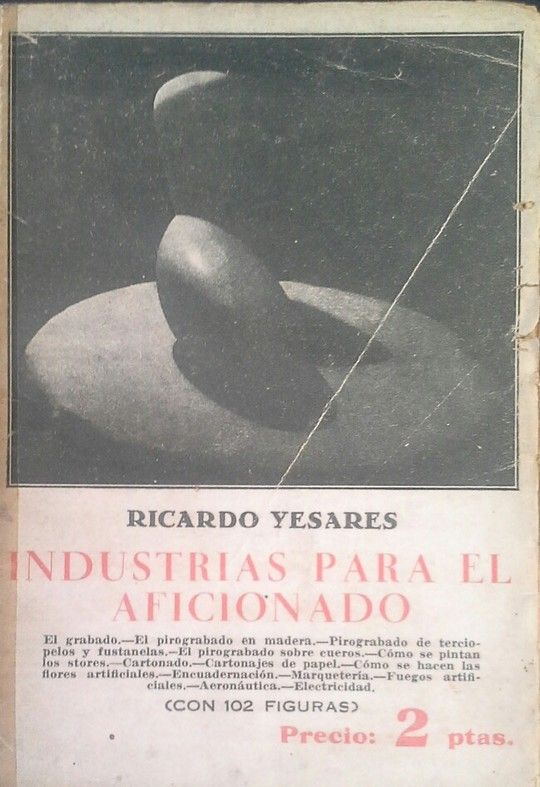 RICARDO YESARES
INDUSTRIAS PARA EL
AFICIONADO
El grabado.—El pirograbado en madera.—Pirograbado de tercio-
pelos y fustanelas.—El pirograbado sobre cueros.—Cómo se pintan
los stores.—Cartonado.—Cartonajes de papel.—Cómo se hacen las
flores artificiales.—Encuadernación.—Marquetería.—Fuegos artifi-
ciales.—Aeronáutica.—Electricidad.
(CON 102 FIGURAS)
Precio: 2 ptas.